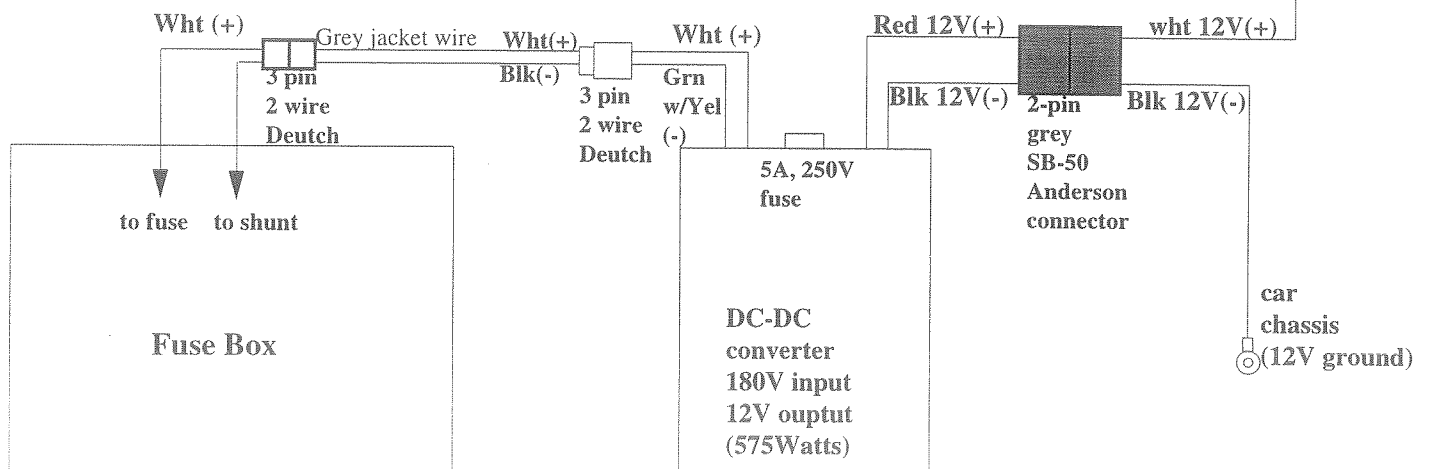 Wht (+)
Grey jacket wire
Wht(+)
Blk(-)
3 pin
2 wire
Deutch
to fuse
to shunt
Fuse Box
3 pin
2 wire
Deutch
Wht (+)
Grn
w/Yel
(-)
5A, 250V
fuse
DC-DC
converter
180V input
12V ouptut
(575Watts)
Red 12V(+)
Blk 12V(-)
2-pin
grey
SB-50
Anderson
connector
wht 12V(+)
Blk 12V(-)
car
chassis
(12V ground)